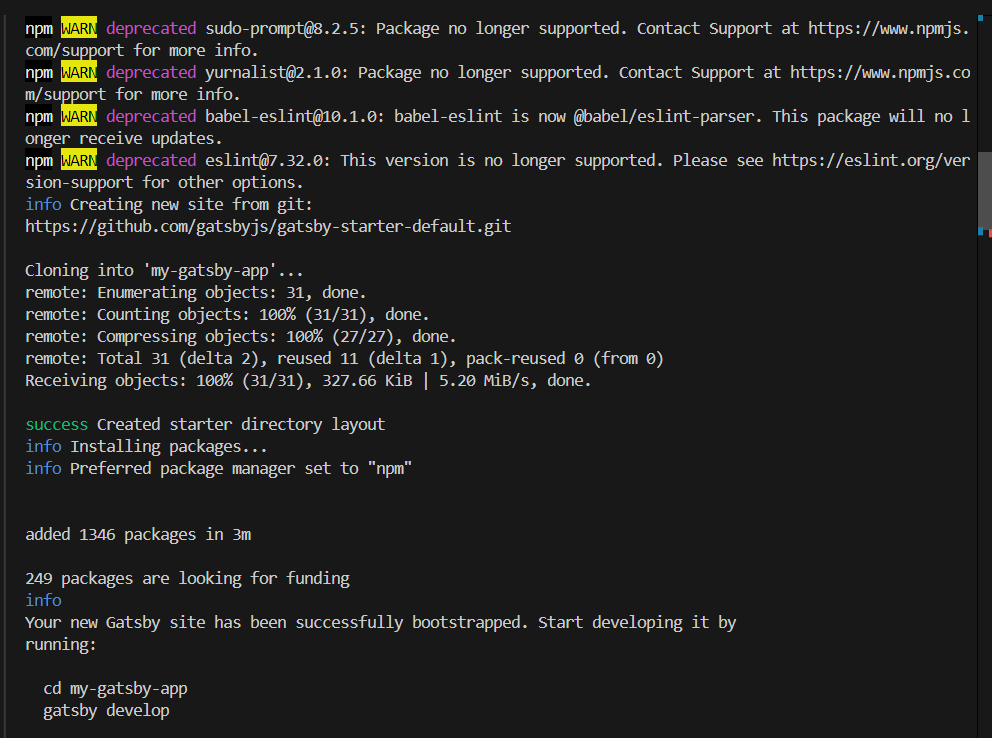 npm WARN deprecated sudo-prompt@8.2.5: Package no longer supported. Contact Support at https://www.npmjs.
com/support for more info.
npm WARN deprecated yurnalist@2.1.0: Package no longer supported. Contact Support at https://www.npmjs.co
m/support for more info.
npm WARN deprecated babel-eslint@10.1.0: babel-eslint is now @babel/eslint-parser. This package will no l
onger receive updates.
npm WARN deprecated eslint@7.32.0: This version is no longer supported. Please see https://eslint.org/ver
sion-support for other options.
info Creating new site from git:
https://github.com/gatsbyjs/gatsby-starter-default.git

Cloning into 'my-gatsby-app'...
remote: Enumerating objects: 31, done.
remote: Counting objects: 100% (31/31), done.
remote: Compressing objects: 100% (27/27), done.
remote: Total 31 (delta 2), reused 11 (delta 1), pack-reused 0 (from 0)
Receiving objects: 100% (31/31), 327.66 KiB | 5.20 MiB/s, done.

success Created starter directory layout
info Installing packages...
info Preferred package manager set to "npm"

added 1346 packages in 3m

249 packages are looking for funding
info
Your new Gatsby site has been successfully bootstrapped. Start developing it by
running:

  cd my-gatsby-app
  gatsby develop